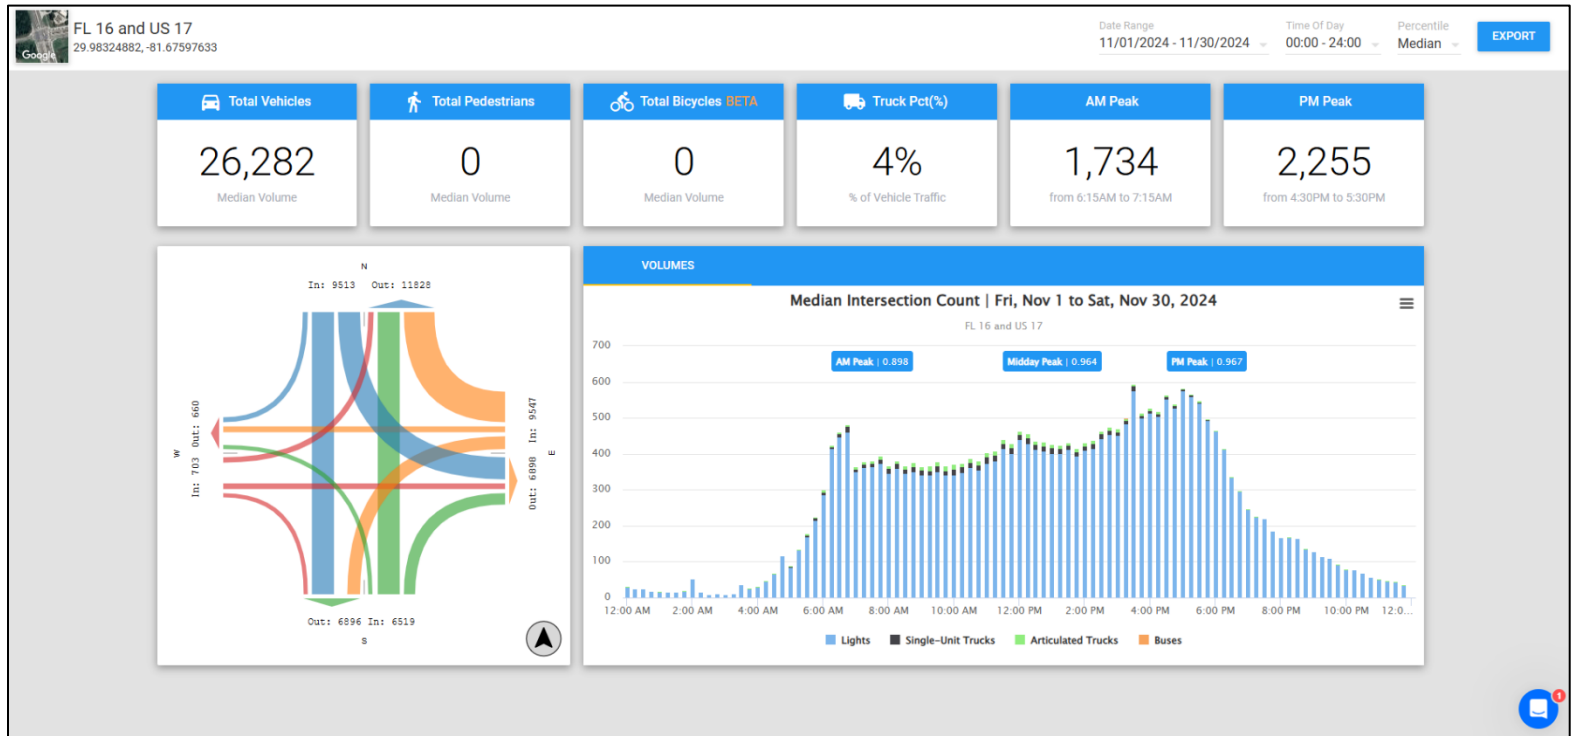 FL 16 and US 17
29.98324882, -81.67597633
Google
Date Range
11/01/2024 - 11/30/2024
Time Of Day
00:00 - 24:00
Percentile
Median
EXPORT
Total Vehicles
26,282
Median Volume
Total Pedestrians
0
Median Volume
Total Bicycles BETA
0
Median Volume
Truck Pct(%)
4%
% of Vehicle Traffic
AM Peak
1,734
from 6:15AM to 7:15AM
PM Peak
2,255
from 4:30PM to 5:30PM
N
In: 9513 Out: 11828
W
In: 703 Out: 660
Out: 6898 In: 9547
E
Out: 6896 In: 6519
S
VOLUMES
Median Intersection Count | Fri, Nov 1 to Sat, Nov 30, 2024
FL 16 and US 17
AM Peak | 0.898
Midday Peak | 0.964
PM Peak | 0.967
700
600
500
400
300
200
100
0
12:00 AM 2:00 AM 4:00 AM 6:00 AM 8:00 AM 10:00 AM 12:00 PM 2:00 PM 4:00 PM 6:00 PM 8:00 PM 10:00 PM 12:0...
Lights Single-Unit Trucks Articulated Trucks Buses
1